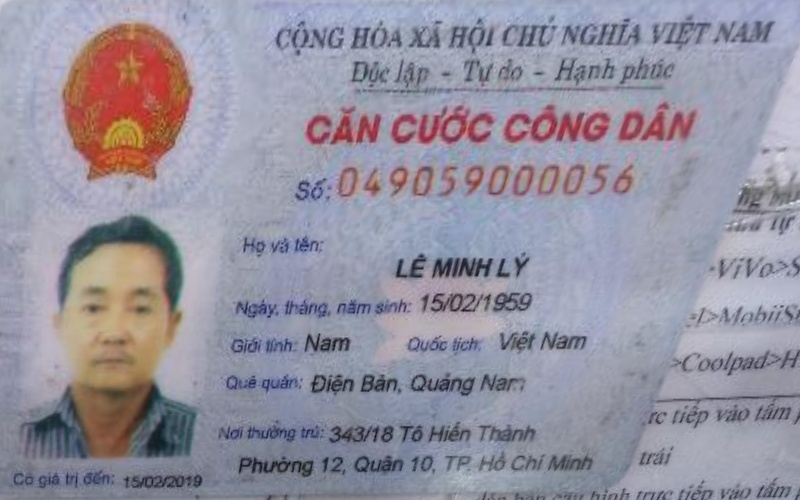 CỘNG HÒA XÃ HỘI CHỦ NGHĨA VIỆT NAM
Độc lập - Tự do - Hạnh phúc
CĂN CƯỚC CÔNG DÂN
Số: 049059000056
Họ và tên:
LÊ MINH LÝ
Ngày, tháng, năm sinh: 15/02/1959
Giới tính: Nam Quốc tịch: Việt Nam
Quê quán: Điện Bản, Quảng Nam
Nơi thường trú: 343/18 Tô Hiến Thành
Phường 12, Quận 10, TP. Hồ Chí Minh
Có giá trị đến: 15/02/2019
tự
ViVo>S
>MobiiS
>Coolpad>H
trực tiếp vào tấm
trái
cấu hình trực tiếp vào tấm